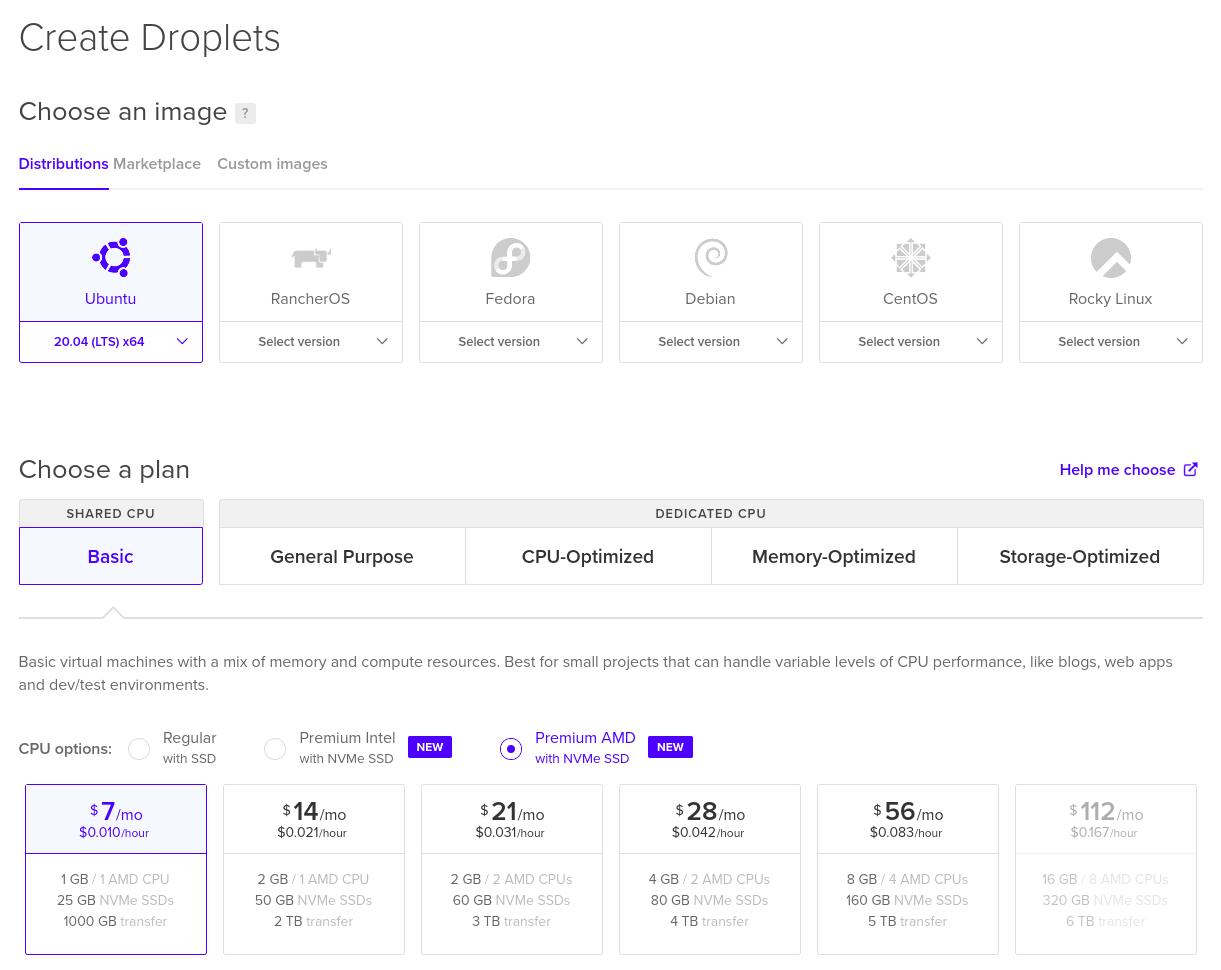 Create Droplets
Choose an image ?
Distributions Marketplace Custom images
Ubuntu RancherOS Fedora Debian CentOS Rocky Linux
20.04 (LTS) x64 Select version Select version Select version Select version Select version
Choose a plan Help me choose
SHARED CPU DEDICATED CPU
Basic General Purpose CPU-Optimized Memory-Optimized Storage-Optimized
Basic virtual machines with a mix of memory and compute resources. Best for small projects that can handle variable levels of CPU performance, like blogs, web apps
and dev/test environments.
CPU options: Regular Premium Intel NEW Premium AMD NEW
with SSD with NVMe SSD with NVMe SSD
$7/mo $14/mo $21/mo $28/mo $56/mo $112/mo
$0.010/hour $0.021/hour $0.031/hour $0.042/hour $0.083/hour $0.167/hour
1 GB / 1 AMD CPU 2 GB / 1 AMD CPU 2 GB / 2 AMD CPUs 4 GB / 2 AMD CPUs 8 GB / 4 AMD CPUs 16 GB / 8 AMD CPUs
25 GB NVMe SSDs 50 GB NVMe SSDs 60 GB NVMe SSDs 80 GB NVMe SSDs 160 GB NVMe SSDs 320 GB NVMe SSDs
1000 GB transfer 2 TB transfer 3 TB transfer 4 TB transfer 5 TB transfer 6 TB transfer